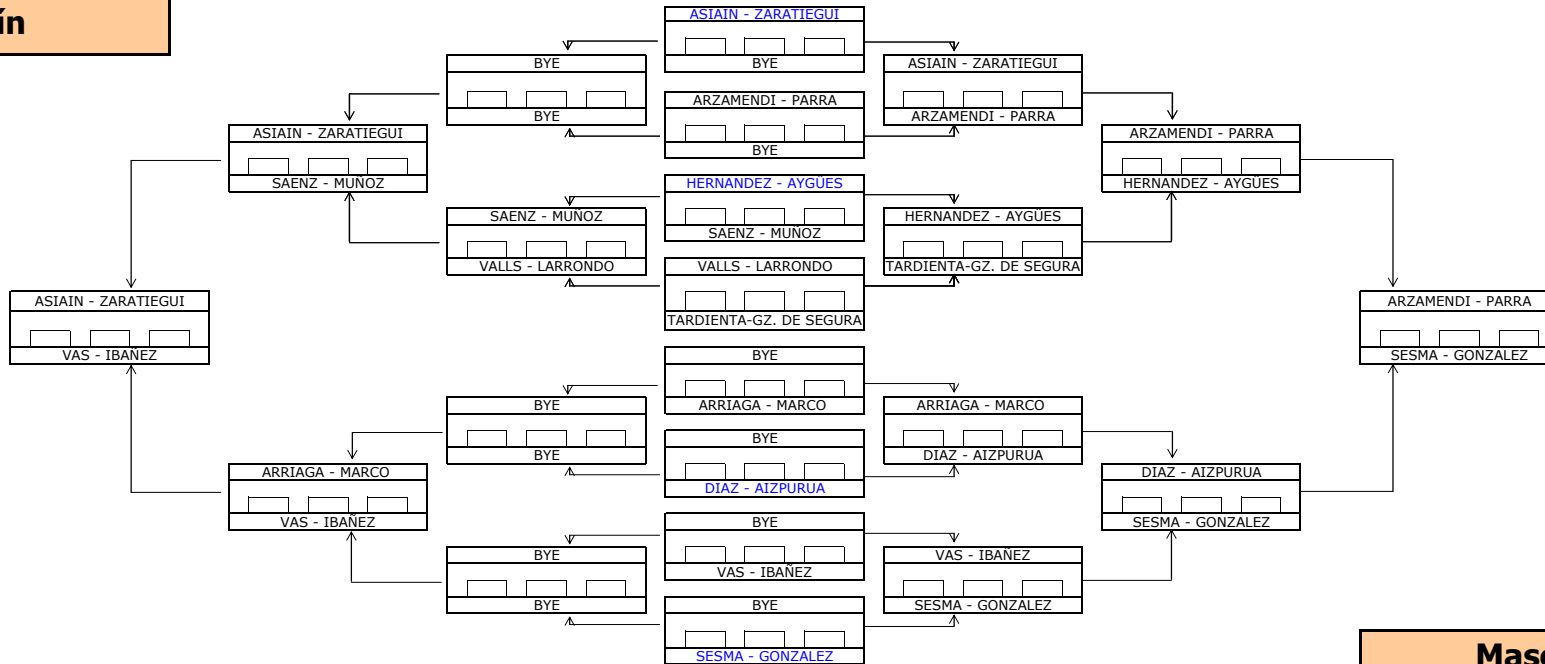 ín
ASIAIN - ZARATIEGUI
BYE
ARZAMENDI - PARRA
BYE
HERNANDEZ - AYGÜES
SAENZ - MUÑOZ
VALLS - LARRONDO
TARDIENTA-GZ. DE SEGURA
BYE
ARRIAGA - MARCO
BYE
DIAZ - AIZPURUA
BYE
VAS - IBAÑEZ
BYE
SESMA - GONZALEZ
BYE
BYE
SAENZ - MUÑOZ
VALLS - LARRONDO
BYE
BYE
BYE
BYE
ASIAIN - ZARATIEGUI
SAENZ - MUÑOZ
ARRIAGA - MARCO
VAS - IBAÑEZ
ASIAIN - ZARATIEGUI
VAS - IBAÑEZ
ASIAIN - ZARATIEGUI
ARZAMENDI - PARRA
HERNANDEZ - AYGÜES
TARDIENTA-GZ. DE SEGURA
ARRIAGA - MARCO
DIAZ - AIZPURUA
VAS - IBAÑEZ
SESMA - GONZALEZ
ARZAMENDI - PARRA
HERNANDEZ - AYGÜES
DIAZ - AIZPURUA
SESMA - GONZALEZ
ARZAMENDI - PARRA
SESMA - GONZALEZ
Masc